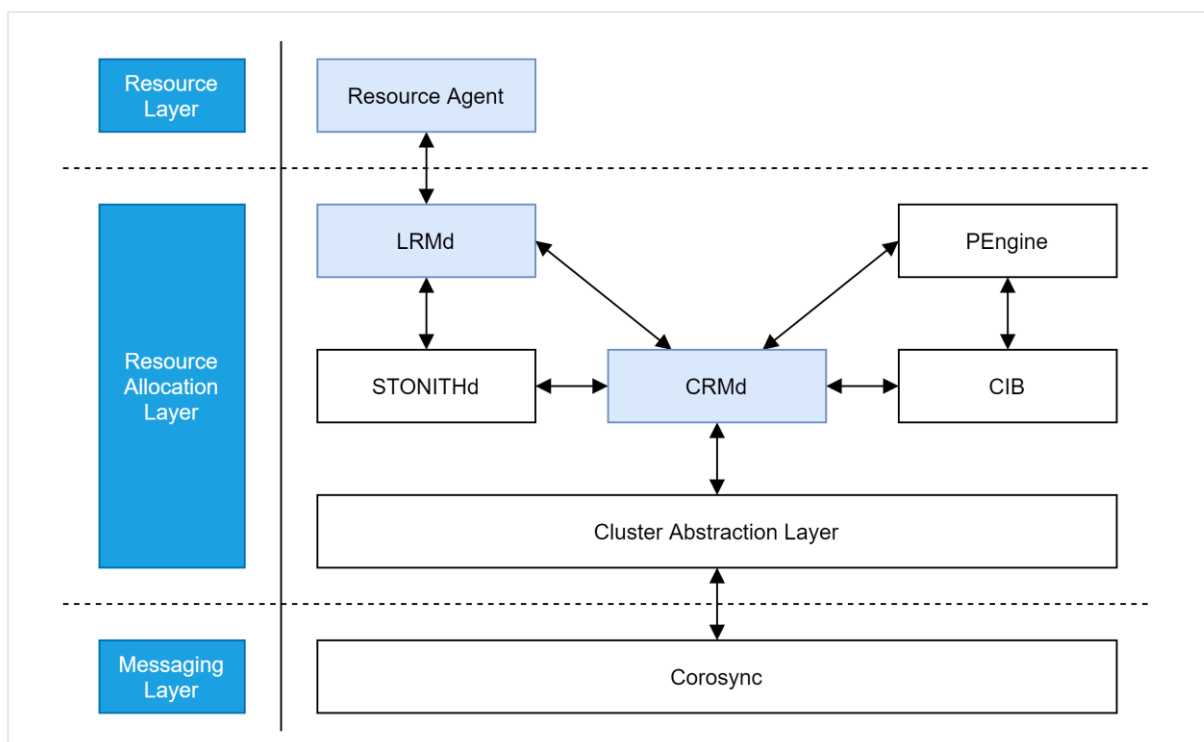 Resource
Layer
Resource Agent
LRMd
PEngine
Resource
Allocation
Layer
STONITHd
CRMd
CIB
Cluster Abstraction Layer
Messaging
Layer
Corosync